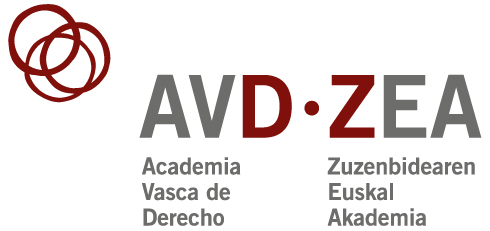 AVD·ZEA
Academia
Vasca de
Derecho
Zuzenbidearen
Euskal
Akademia